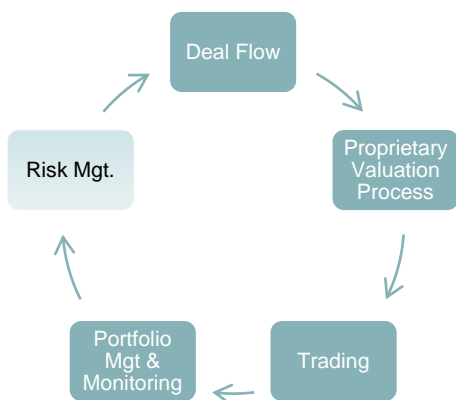 Deal Flow
Proprietary
Valuation
Process
Trading
Portfolio
Mgt &
Monitoring
Risk Mgt.